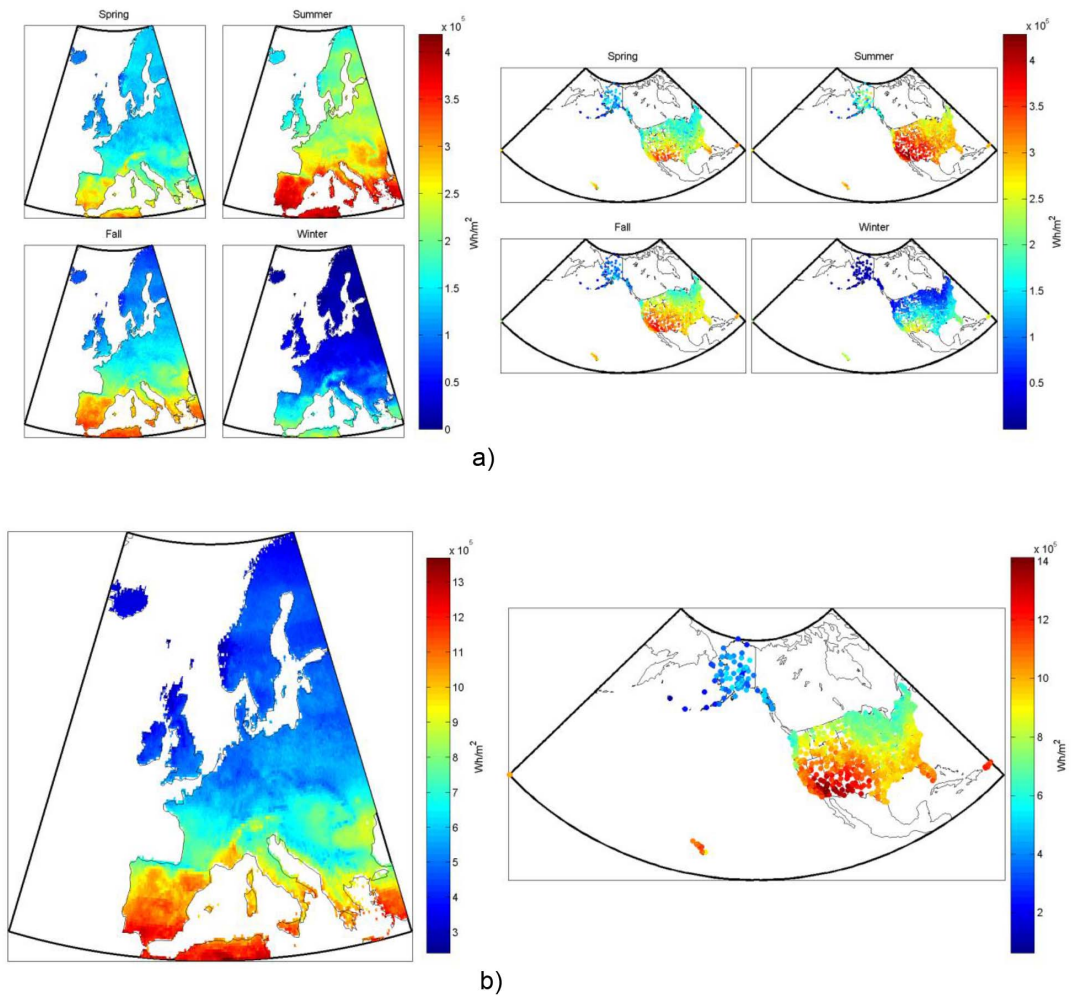 Spring
Summer
x 10⁵
4
3.5
3
2.5
2
1.5
1
0.5
0
Wh/m²
Fall
Winter
Spring
Summer
x 10⁵
4
3.5
3
2.5
2
1.5
1
0.5
Wh/m²
Fall
Winter
a)
x 10⁵
13
12
11
10
9
8
7
6
5
4
3
Wh/m²
x 10⁵
14
12
10
8
6
4
2
Wh/m²
b)